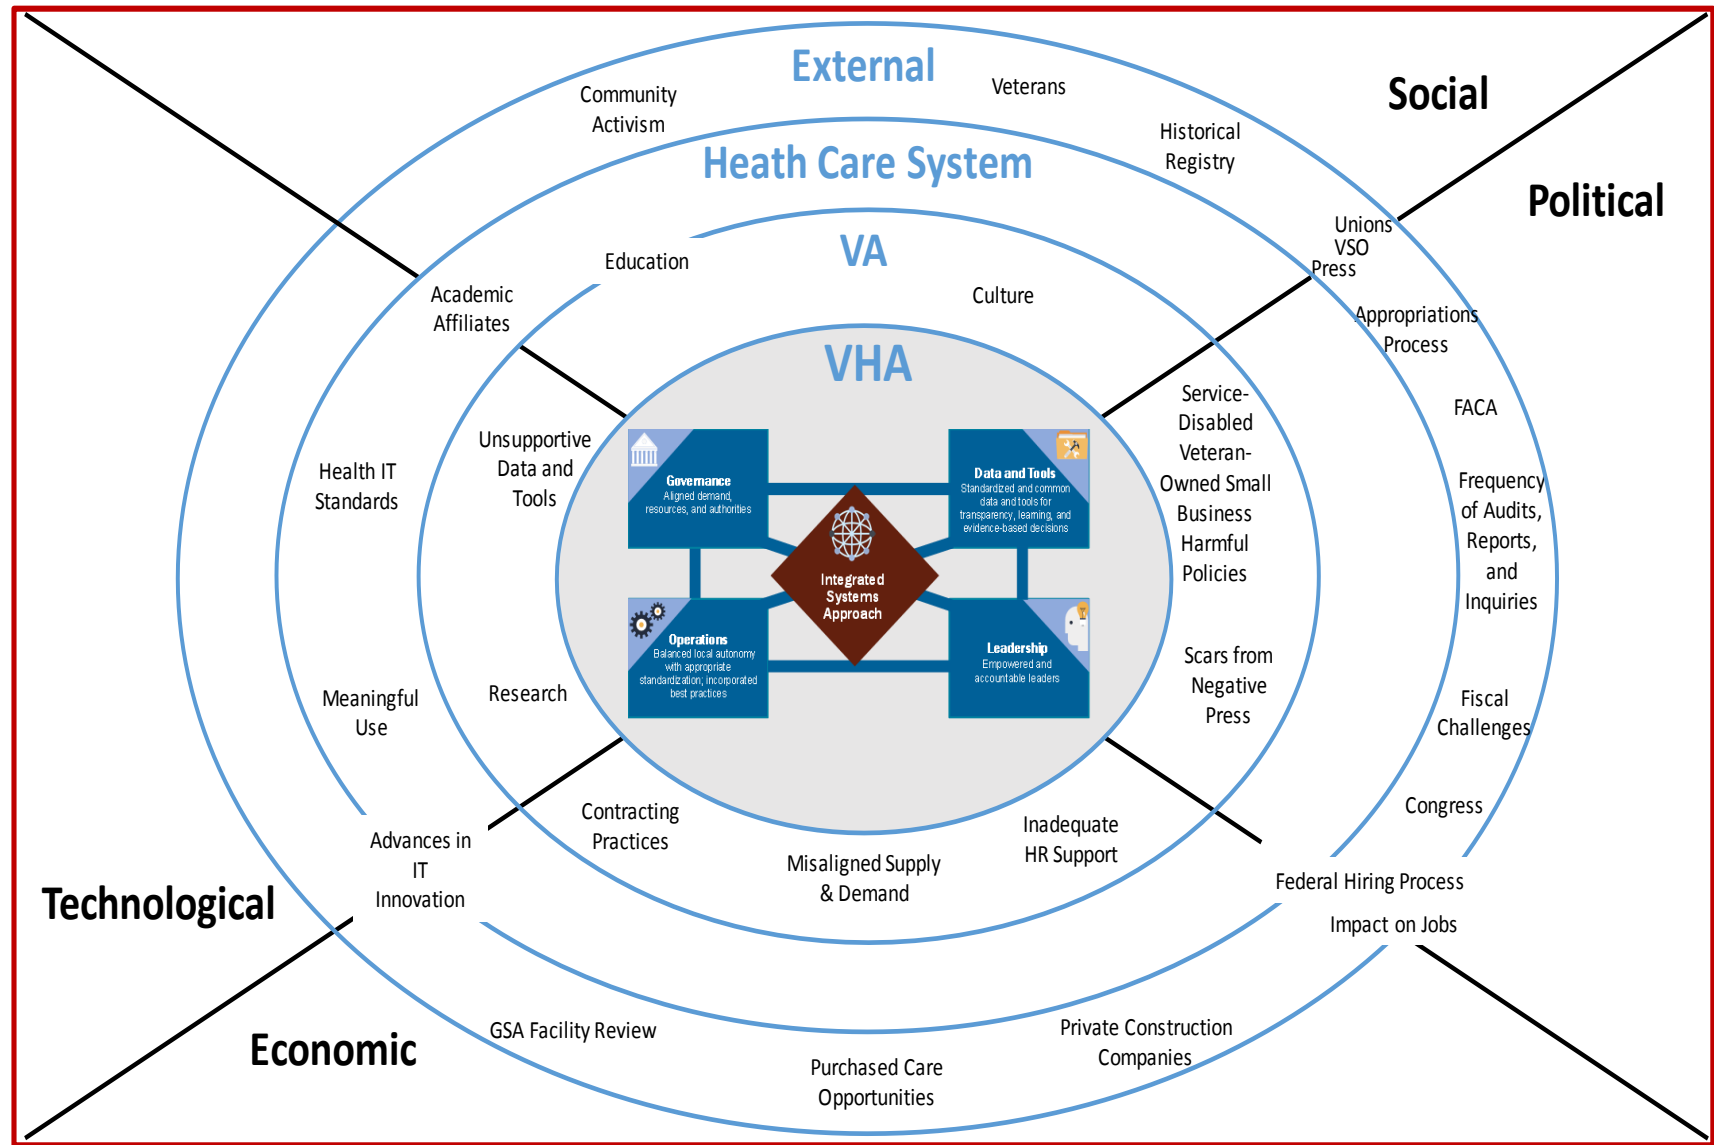 External
Community
Activism
Veterans
Social
Historical
Registry
Heath Care System
Political
Unions
VSO
Press
VA
Education
Culture
Academic
Affiliates
Appropriations
Process
VHA
Service-
Disabled
Veteran-
Owned Small
Business
Harmful
Policies
FACA
Unsupportive
Data and
Tools
Health IT
Standards
Governance
Aligned demand,
resources, and authorities
Data and Tools
Standardized and common
data and tools for
transparency, learning, and
evidence-based decisions
Frequency
of Audits,
Reports,
and
Inquiries
Integrated
Systems
Approach
Operations
Balanced local autonomy
with appropriate
standardization; incorporated
best practices
Leadership
Empowered and
accountable leaders
Scars from
Negative
Press
Research
Meaningful
Use
Fiscal
Challenges
Contracting
Practices
Inadequate
HR Support
Congress
Advances in
IT
Innovation
Misaligned Supply
& Demand
Federal Hiring Process
Impact on Jobs
Technological
Economic
GSA Facility Review
Private Construction
Companies
Purchased Care
Opportunities